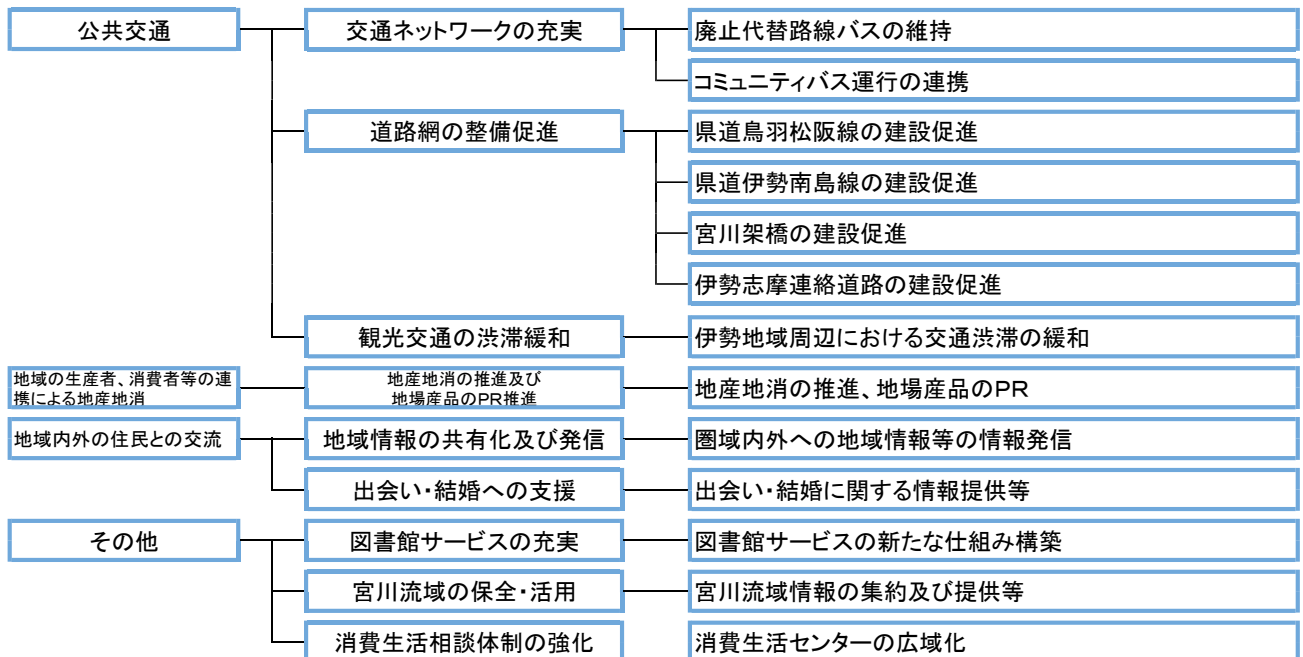 公共交通
交通ネットワークの充実
廃止代替路線バスの維持
コミュニティバス運行の連携
道路網の整備促進
県道鳥羽松阪線の建設促進
県道伊勢南島線の建設促進
宮川架橋の建設促進
伊勢志摩連絡道路の建設促進
観光交通の渋滞緩和
伊勢地域周辺における交通渋滞の緩和
地域の生産者、消費者等の連
携による地産地消
地産地消の推進及び
地場産品のPR推進
地産地消の推進、地場産品のPR
地域内外の住民との交流
地域情報の共有化及び発信
圏域内外への地域情報等の情報発信
出会い・結婚への支援
出会い・結婚に関する情報提供等
その他
図書館サービスの充実
図書館サービスの新たな仕組み構築
宮川流域の保全・活用
宮川流域情報の集約及び提供等
消費生活相談体制の強化
消費生活センターの広域化